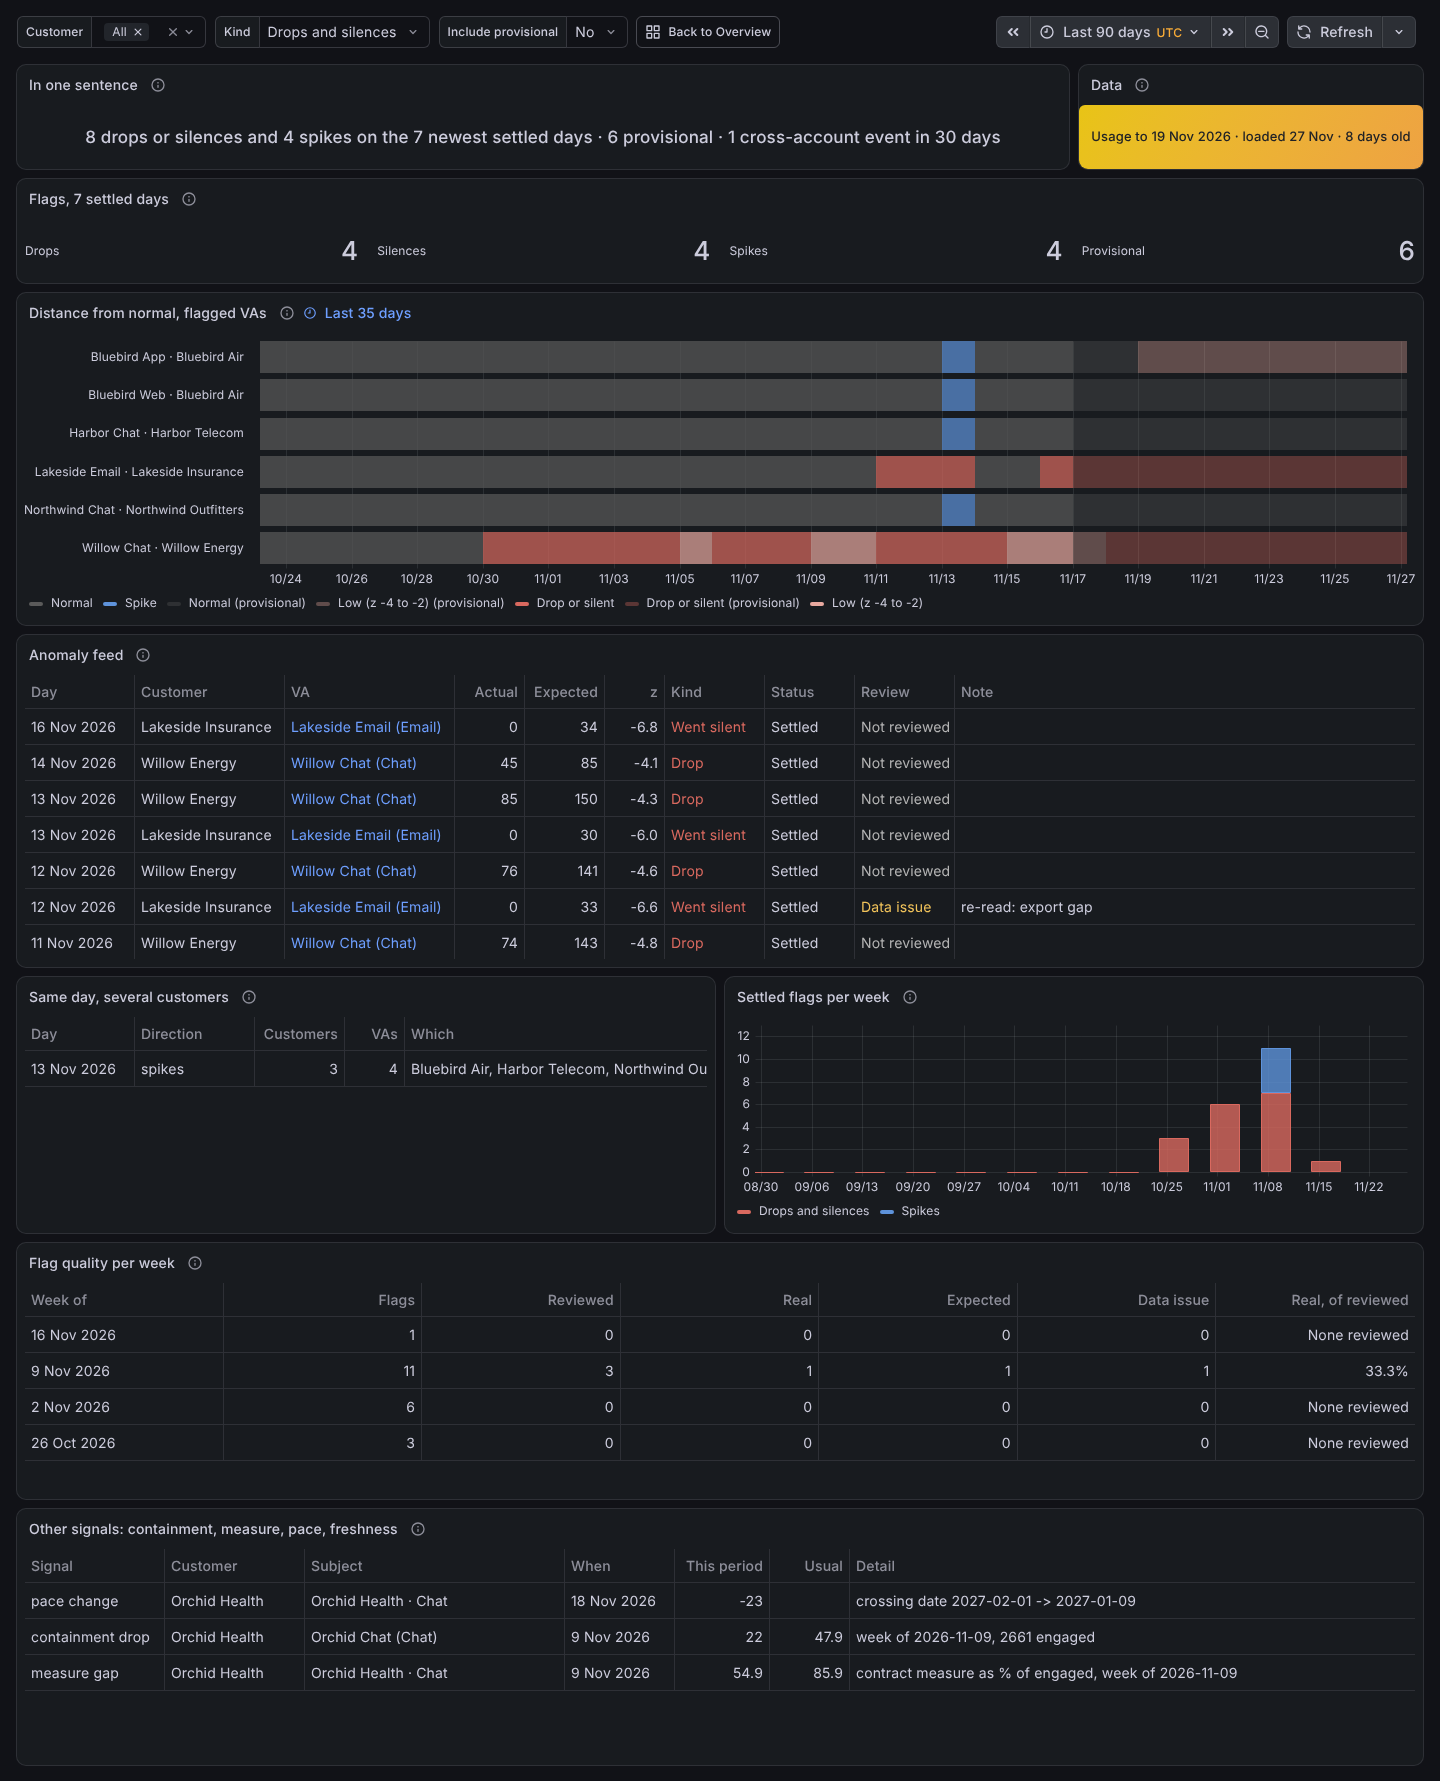 Customer All Kind Drops and silences Include provisional No Back to Overview Last 90 days UTC Refresh
In one sentence
8 drops or silences and 4 spikes on the 7 newest settled days · 6 provisional · 1 cross-account event in 30 days
Data
Usage to 19 Nov 2026 · loaded 27 Nov · 8 days old
Flags, 7 settled days
Drops 4 Silences 4 Spikes 4 Provisional 6
Distance from normal, flagged VAs Last 35 days
Bluebird App · Bluebird Air
Bluebird Web · Bluebird Air
Harbor Chat · Harbor Telecom
Lakeside Email · Lakeside Insurance
Northwind Chat · Northwind Outfitters
Willow Chat · Willow Energy
10/24 10/26 10/28 10/30 11/01 11/03 11/05 11/07 11/09 11/11 11/13 11/15 11/17 11/19 11/21 11/23 11/25 11/27
Normal Spike Normal (provisional) Low (z -4 to -2) (provisional) Drop or silent Drop or silent (provisional) Low (z -4 to -2)
Anomaly feed
Day Customer VA Actual Expected z Kind Status Review Note
16 Nov 2026 Lakeside Insurance Lakeside Email (Email) 0 34 -6.8 Went silent Settled Not reviewed
14 Nov 2026 Willow Energy Willow Chat (Chat) 45 85 -4.1 Drop Settled Not reviewed
13 Nov 2026 Willow Energy Willow Chat (Chat) 85 150 -4.3 Drop Settled Not reviewed
13 Nov 2026 Lakeside Insurance Lakeside Email (Email) 0 30 -6.0 Went silent Settled Not reviewed
12 Nov 2026 Willow Energy Willow Chat (Chat) 76 141 -4.6 Drop Settled Not reviewed
12 Nov 2026 Lakeside Insurance Lakeside Email (Email) 0 33 -6.6 Went silent Settled Data issue re-read: export gap
11 Nov 2026 Willow Energy Willow Chat (Chat) 74 143 -4.8 Drop Settled Not reviewed
Same day, several customers
Day Direction Customers VAs Which
13 Nov 2026 spikes 3 4 Bluebird Air, Harbor Telecom, Northwind Ou
Settled flags per week
12
10
8
6
4
2
0
08/30 09/06 09/13 09/20 09/27 10/04 10/11 10/18 10/25 11/01 11/08 11/15 11/22
Drops and silences Spikes
Flag quality per week
Week of Flags Reviewed Real Expected Data issue Real, of reviewed
16 Nov 2026 1 0 0 0 0 None reviewed
9 Nov 2026 11 3 1 1 1 33.3%
2 Nov 2026 6 0 0 0 0 None reviewed
26 Oct 2026 3 0 0 0 0 None reviewed
Other signals: containment, measure, pace, freshness
Signal Customer Subject When This period Usual Detail
pace change Orchid Health Orchid Health · Chat 18 Nov 2026 -23 crossing date 2027-02-01 -> 2027-01-09
containment drop Orchid Health Orchid Chat (Chat) 9 Nov 2026 22 47.9 week of 2026-11-09, 2661 engaged
measure gap Orchid Health Orchid Health · Chat 9 Nov 2026 54.9 85.9 contract measure as % of engaged, week of 2026-11-09